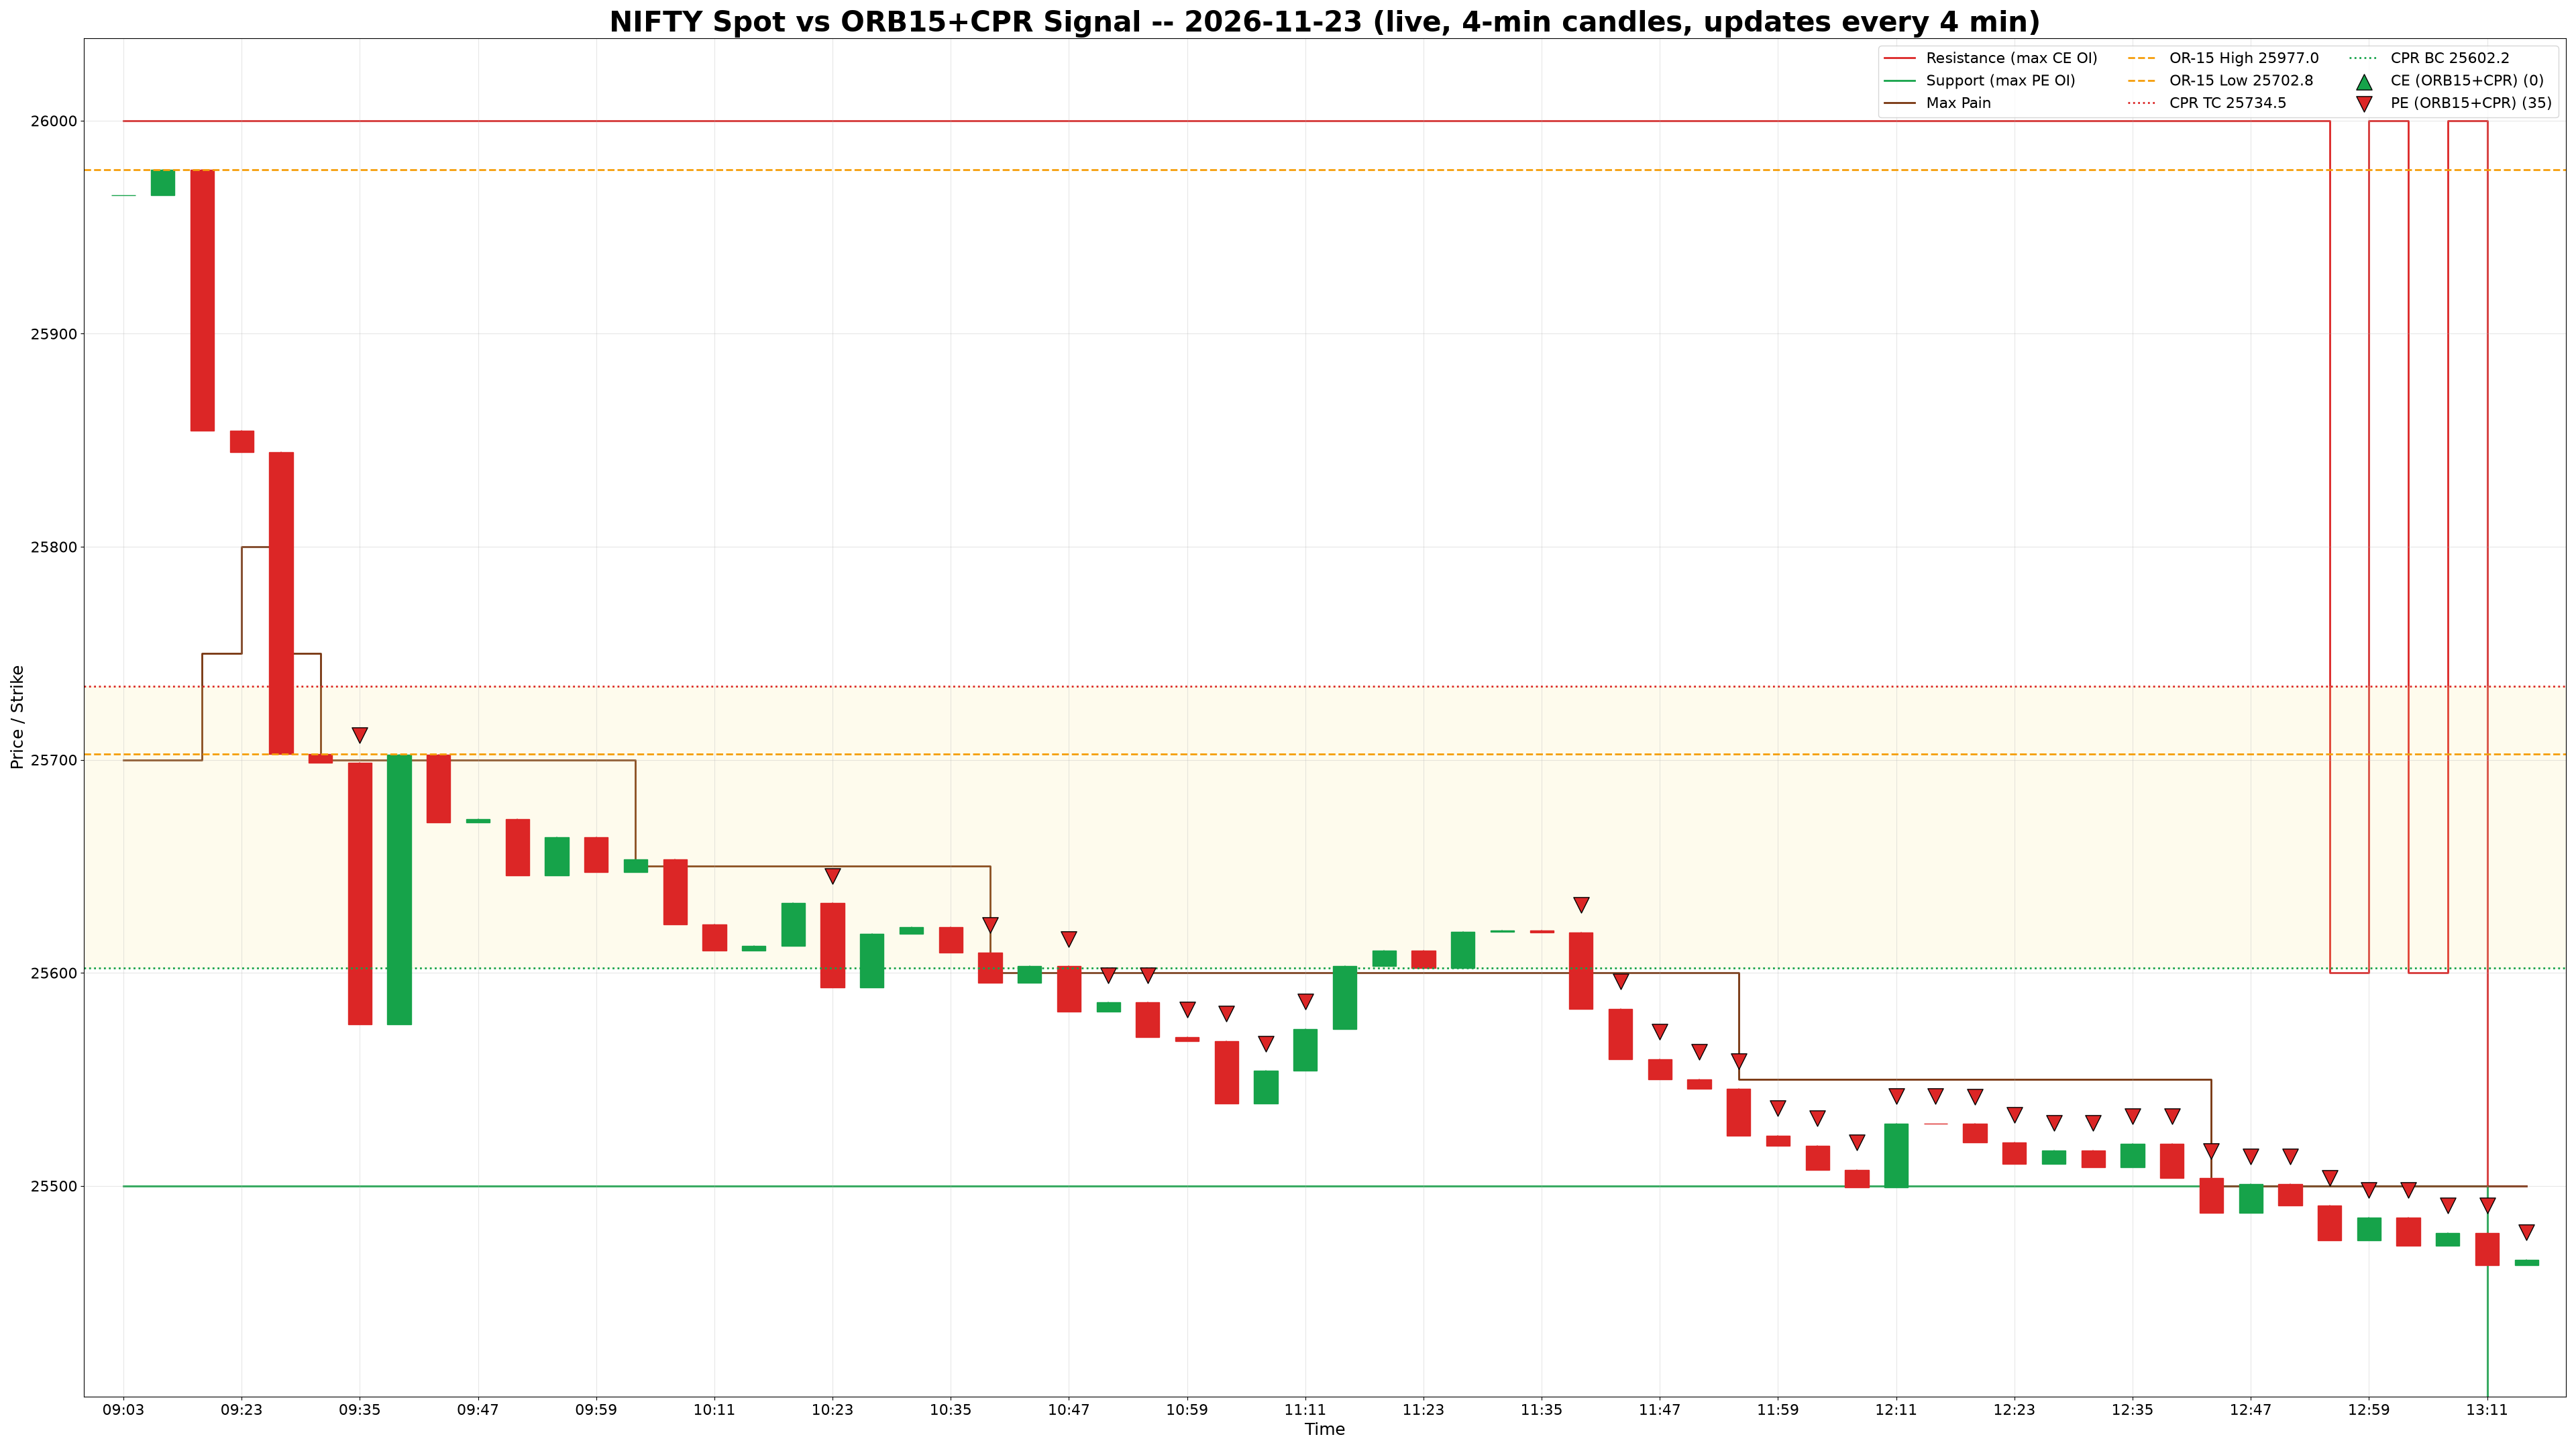 NIFTY Spot vs ORB15+CPR Signal -- 2026-11-23 (live, 4-min candles, updates every 4 min)
Resistance (max CE OI)
Support (max PE OI)
Max Pain
OR-15 High 25977.0
OR-15 Low 25702.8
CPR TC 25734.5
CPR BC 25602.2
CE (ORB15+CPR) (0)
PE (ORB15+CPR) (35)
Price / Strike
26000
25900
25800
25700
25600
25500
09:03 09:23 09:35 09:47 09:59 10:11 10:23 10:35 10:47 10:59 11:11 11:23 11:35 11:47 11:59 12:11 12:23 12:35 12:47 12:59 13:11
Time